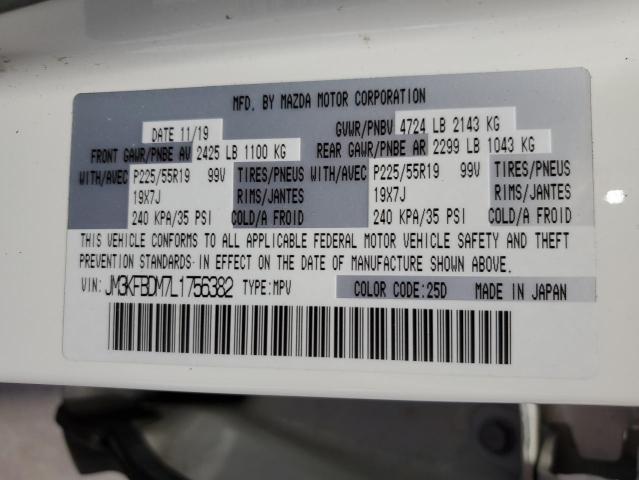 MFD. BY MAZDA MOTOR CORPORATION
DATE 11/19 GVWR/PNBV 4724 LB 2143 KG
FRONT GAWR/PNBE AV 2425 LB 1100 KG REAR GAWR/PNBE AR 2299 LB 1043 KG
WITH/AVEC P225/55R19 99V TIRES/PNEUS WITH/AVEC P225/55R19 99V TIRES/PNEUS
19X7J RIMS/JANTES 19X7J RIMS/JANTES
240 KPA/35 PSI COLD/A FROID 240 KPA/35 PSI COLD/A FROID
THIS VEHICLE CONFORMS TO ALL APPLICABLE FEDERAL MOTOR VEHICLE SAFETY AND THEFT
PREVENTION STANDARDS IN EFFECT ON THE DATE OF MANUFACTURE SHOWN ABOVE.
VIN: JM3KFBDM7L1756382 TYPE:MPV COLOR CODE:25D MADE IN JAPAN